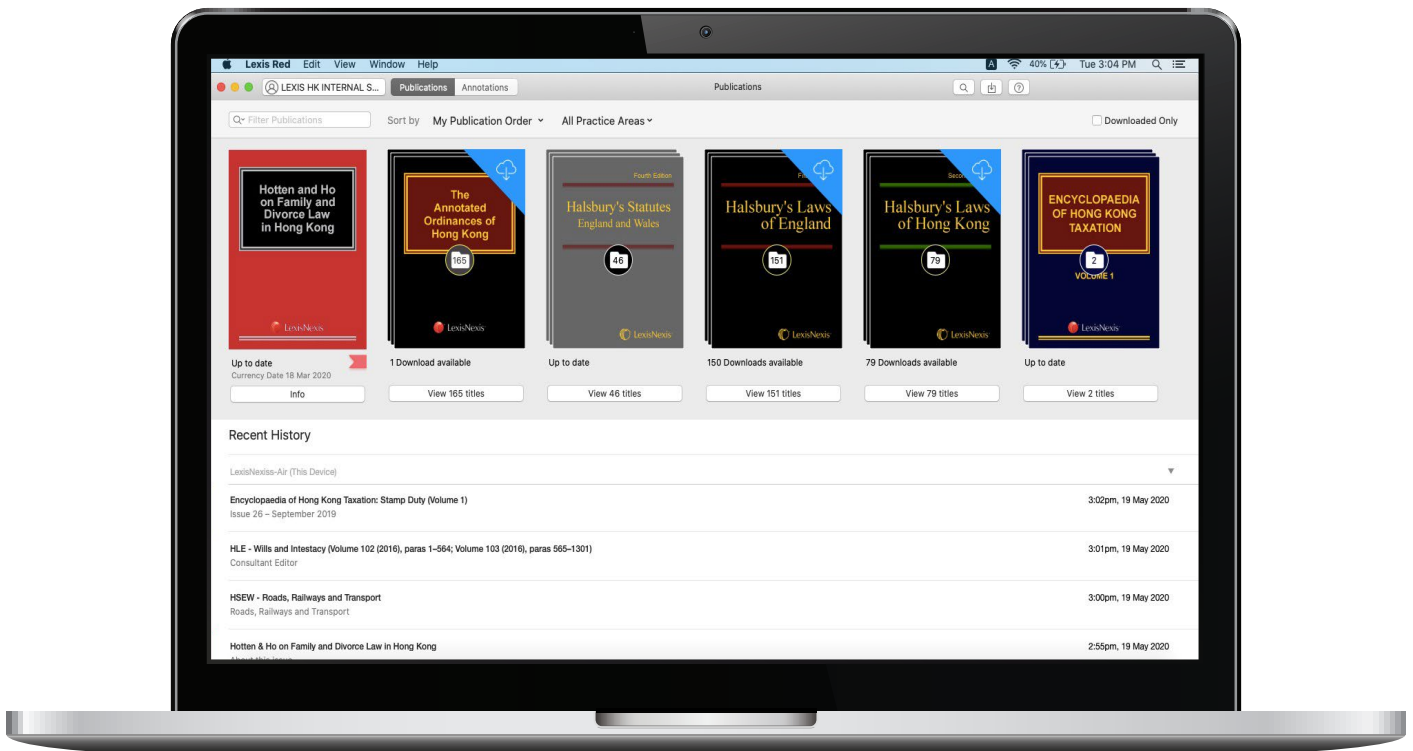 Lexis Red Edit View Window Help
A 40% Tue 3:04 PM
LEXIS HK INTERNAL S... Publications Annotations Publications
Filter Publications Sort by My Publication Order All Practice Areas Downloaded Only
Hotten and Ho
on Family and
Divorce Law
in Hong Kong
LexisNexis
The
Annotated
Ordinances of
Hong Kong
165
LexisNexis
Fourth Edition
Halsbury's Statutes
England and Wales
46
LexisNexis
Halsbury's Laws
of England
151
LexisNexis
Halsbury's Laws
of Hong Kong
79
LexisNexis
ENCYCLOPAEDIA
OF HONG KONG
TAXATION
2
VOLUME 1
LexisNexis
Up to date 1 Download available Up to date 150 Downloads available 79 Downloads available Up to date
Currency Date 18 Mar 2020
Info View 165 titles View 46 titles View 151 titles View 79 titles View 2 titles
Recent History
LexisNexiss-Air (This Device)
Encyclopaedia of Hong Kong Taxation: Stamp Duty (Volume 1) 3:02pm, 19 May 2020
Issue 26 – September 2019
HLE - Wills and Intestacy (Volume 102 (2016), paras 1–564; Volume 103 (2016), paras 565–1301) 3:01pm, 19 May 2020
Consultant Editor
HSEW - Roads, Railways and Transport 3:00pm, 19 May 2020
Roads, Railways and Transport
Hotten & Ho on Family and Divorce Law in Hong Kong 2:55pm, 19 May 2020